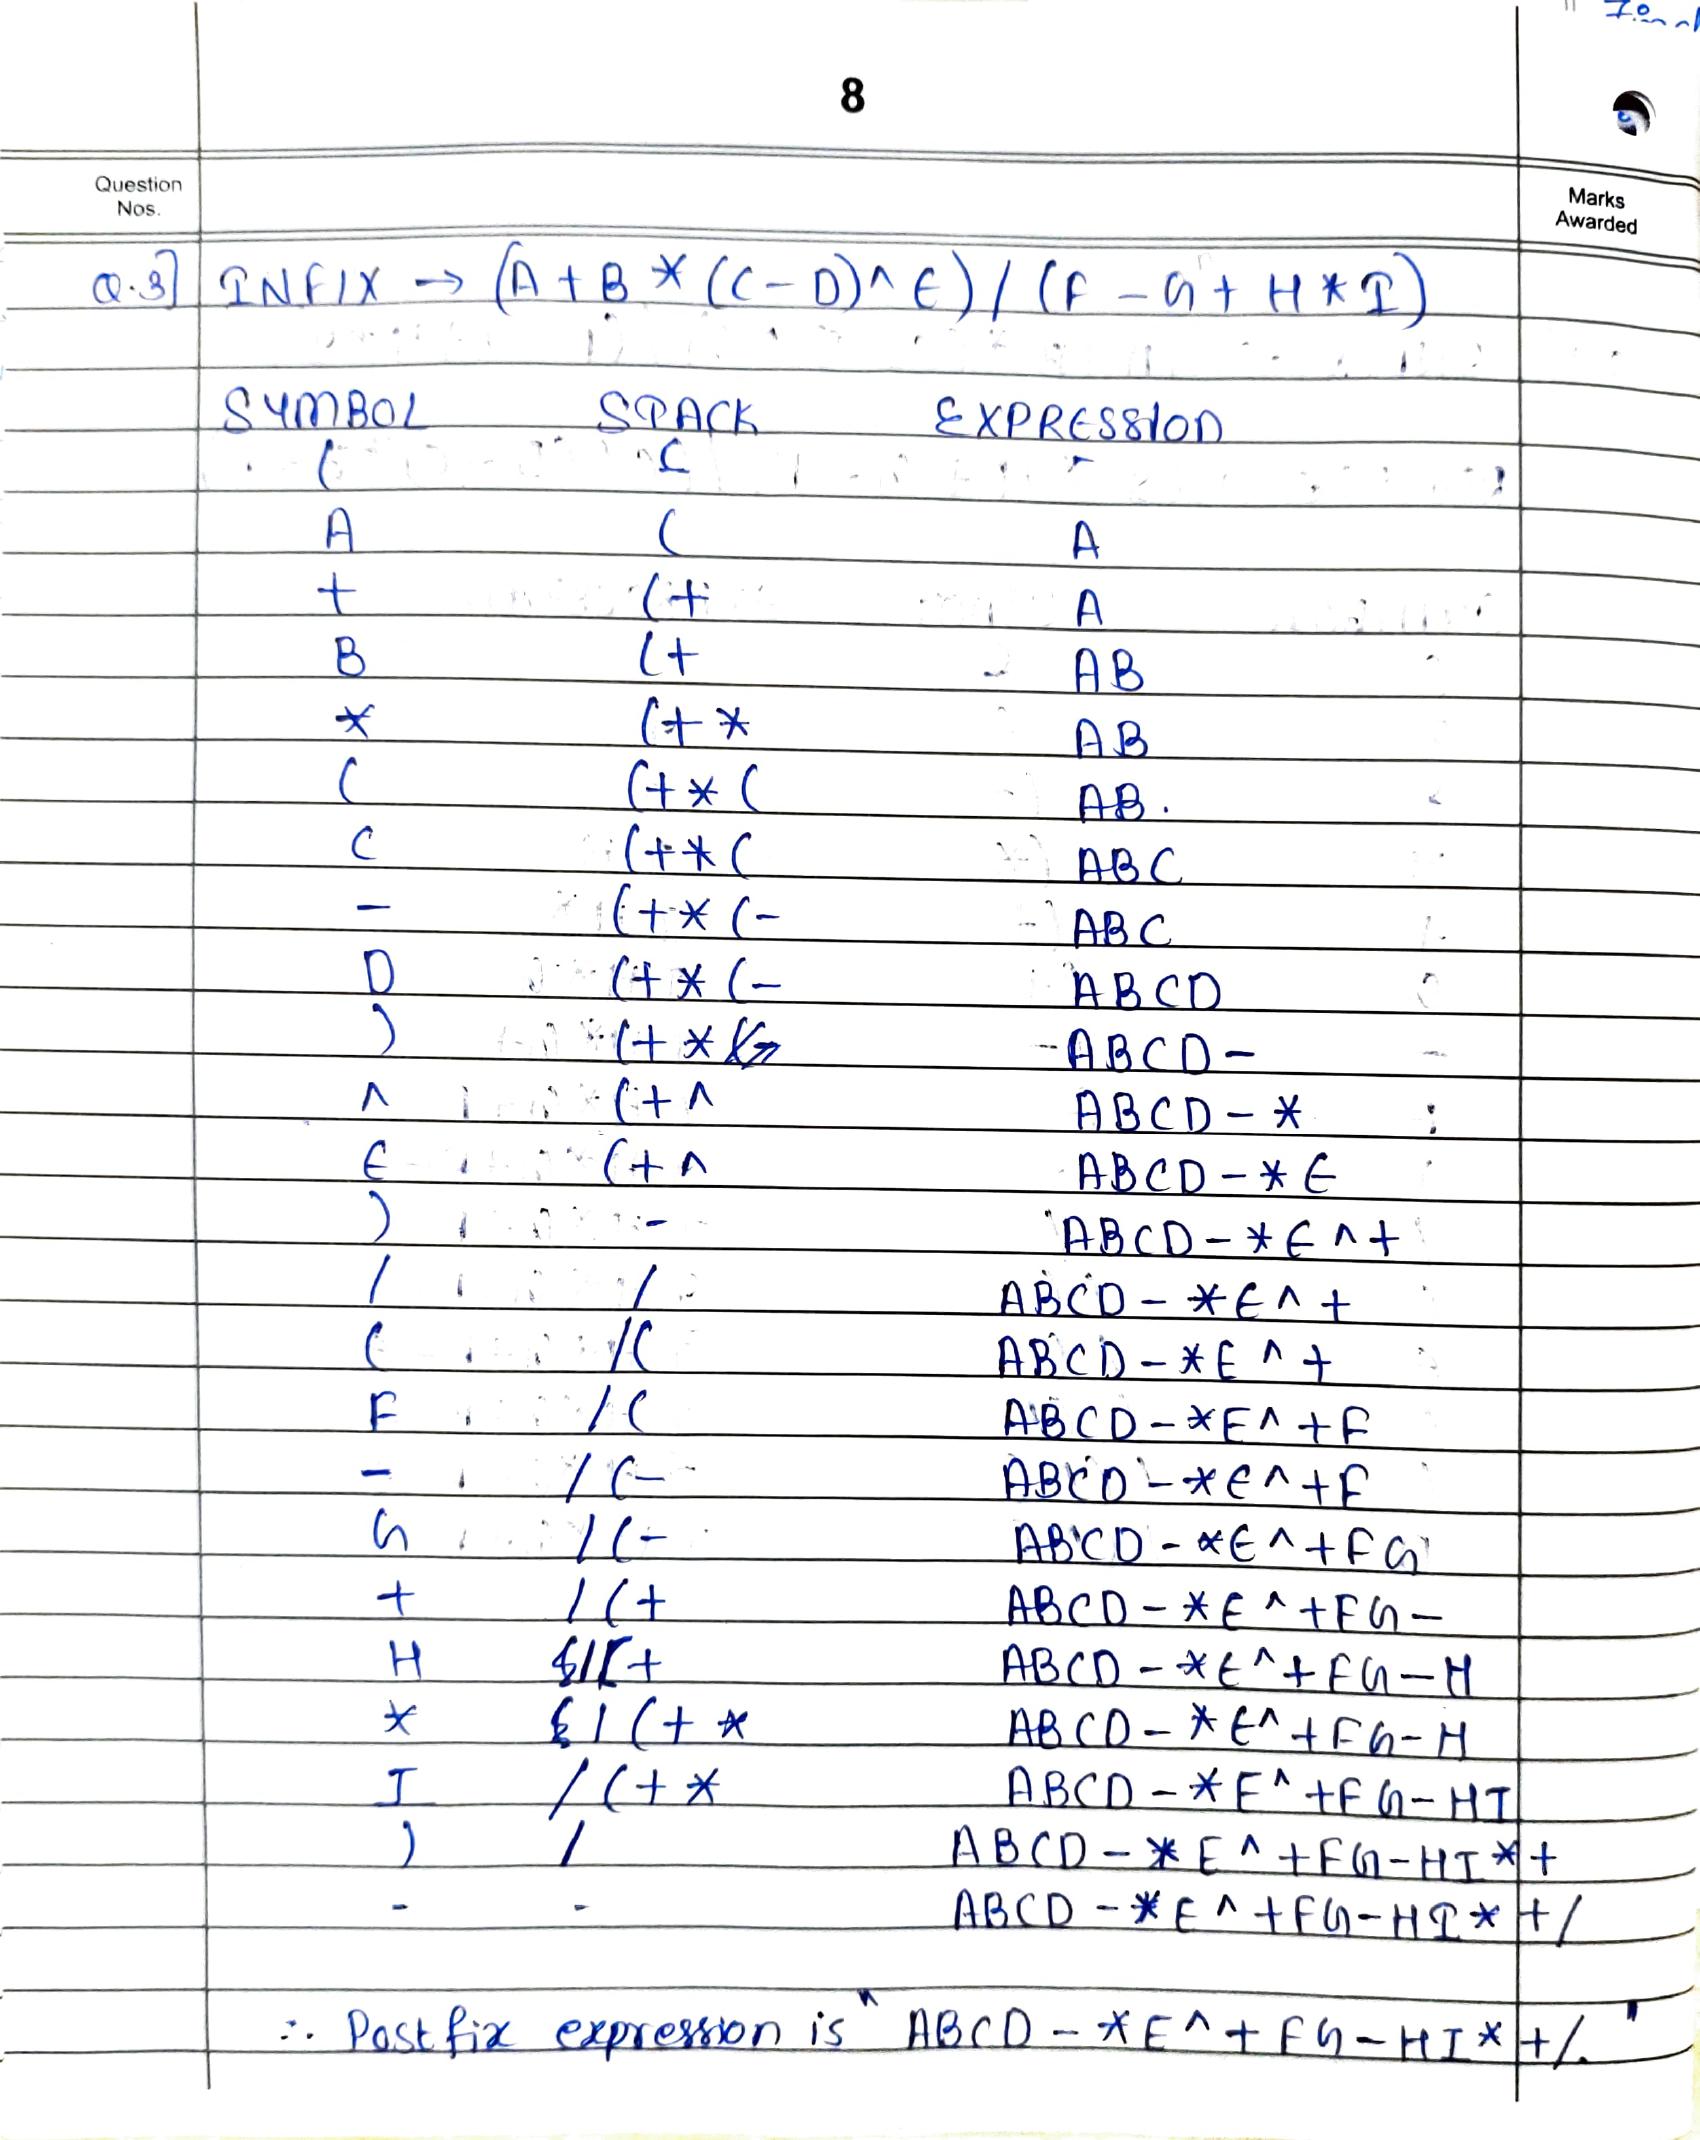 8
Question
Nos.
Marks
Awarded
Q.3] INFIX → (A + B * (C - D) ^ E) / (F - G + H * I)
SYMBOL STACK EXPRESSION
( ( -
A ( A
+ (+ A
B (+ AB
* (+ * AB
( (+ * ( AB.
C (+ * ( ABC
- (+ * (- ABC
D (+ * (- ABCD
) (+ * ABCD -
^ (+ ^ ABCD - *
E (+ ^ ABCD - * E
) - ABCD - * E ^ +
/ / ABCD - * E ^ +
( /( ABCD - * E ^ +
F /( ABCD - * E ^ + F
- /(- ABCD - * E ^ + F
G /(- ABCD - * E ^ + FG
+ /(+ ABCD - * E ^ + FG -
H /(+ ABCD - * E ^ + FG - H
* /(+ * ABCD - * E ^ + FG - H
I /(+ * ABCD - * E ^ + FG - HI
) / ABCD - * E ^ + FG - HI * +
- - ABCD - * E ^ + FG - HI * + /
∴ Postfix expression is " ABCD - * E ^ + FG - HI * + /. "